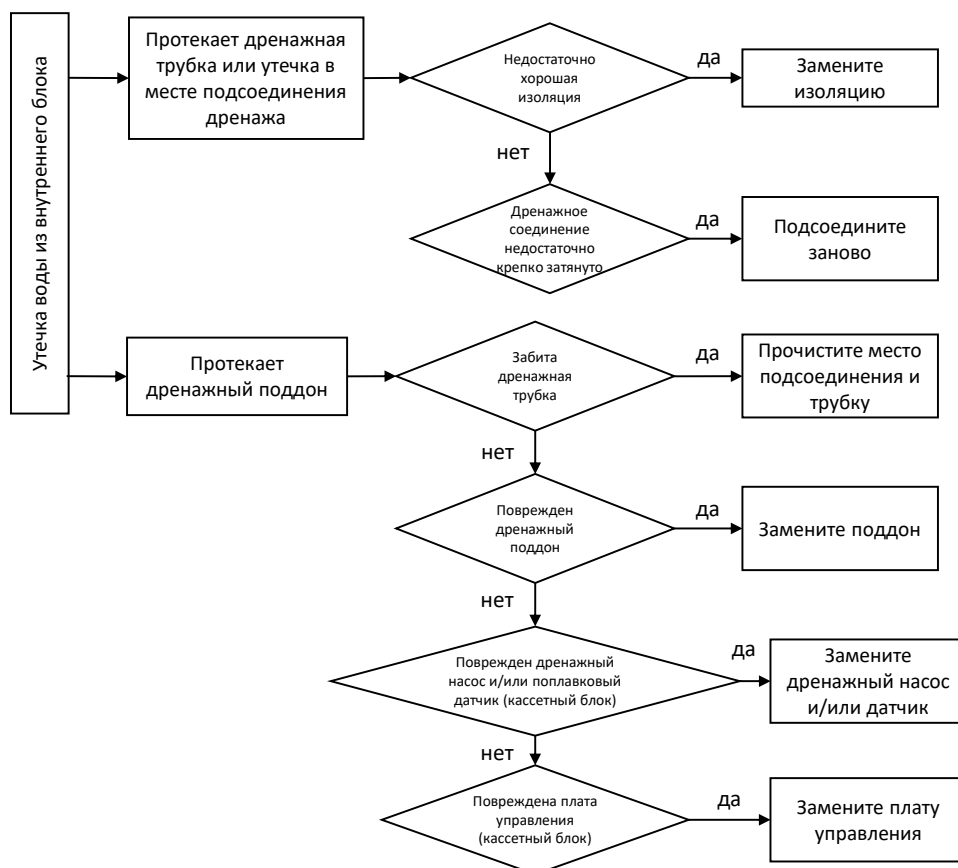 Утечка воды из внутреннего блока
Протекает дренажная
трубка или утечка в
месте подсоединения
дренажа
Недостаточно
хорошая
изоляция
да
Замените
изоляцию
нет
Дренажное
соединение
недостаточно
крепко затянуто
да
Подсоедините
заново
Протекает
дренажный поддон
Забита
дренажная
трубка
да
Прочистите место
подсоединения и
трубку
нет
Поврежден
дренажный
поддон
да
Замените поддон
нет
Поврежден дренажный
насос и/или поплавковый
датчик (кассетный блок)
да
Замените
дренажный насос
и/или датчик
нет
Повреждена плата
управления
(кассетный блок)
да
Замените плату
управления